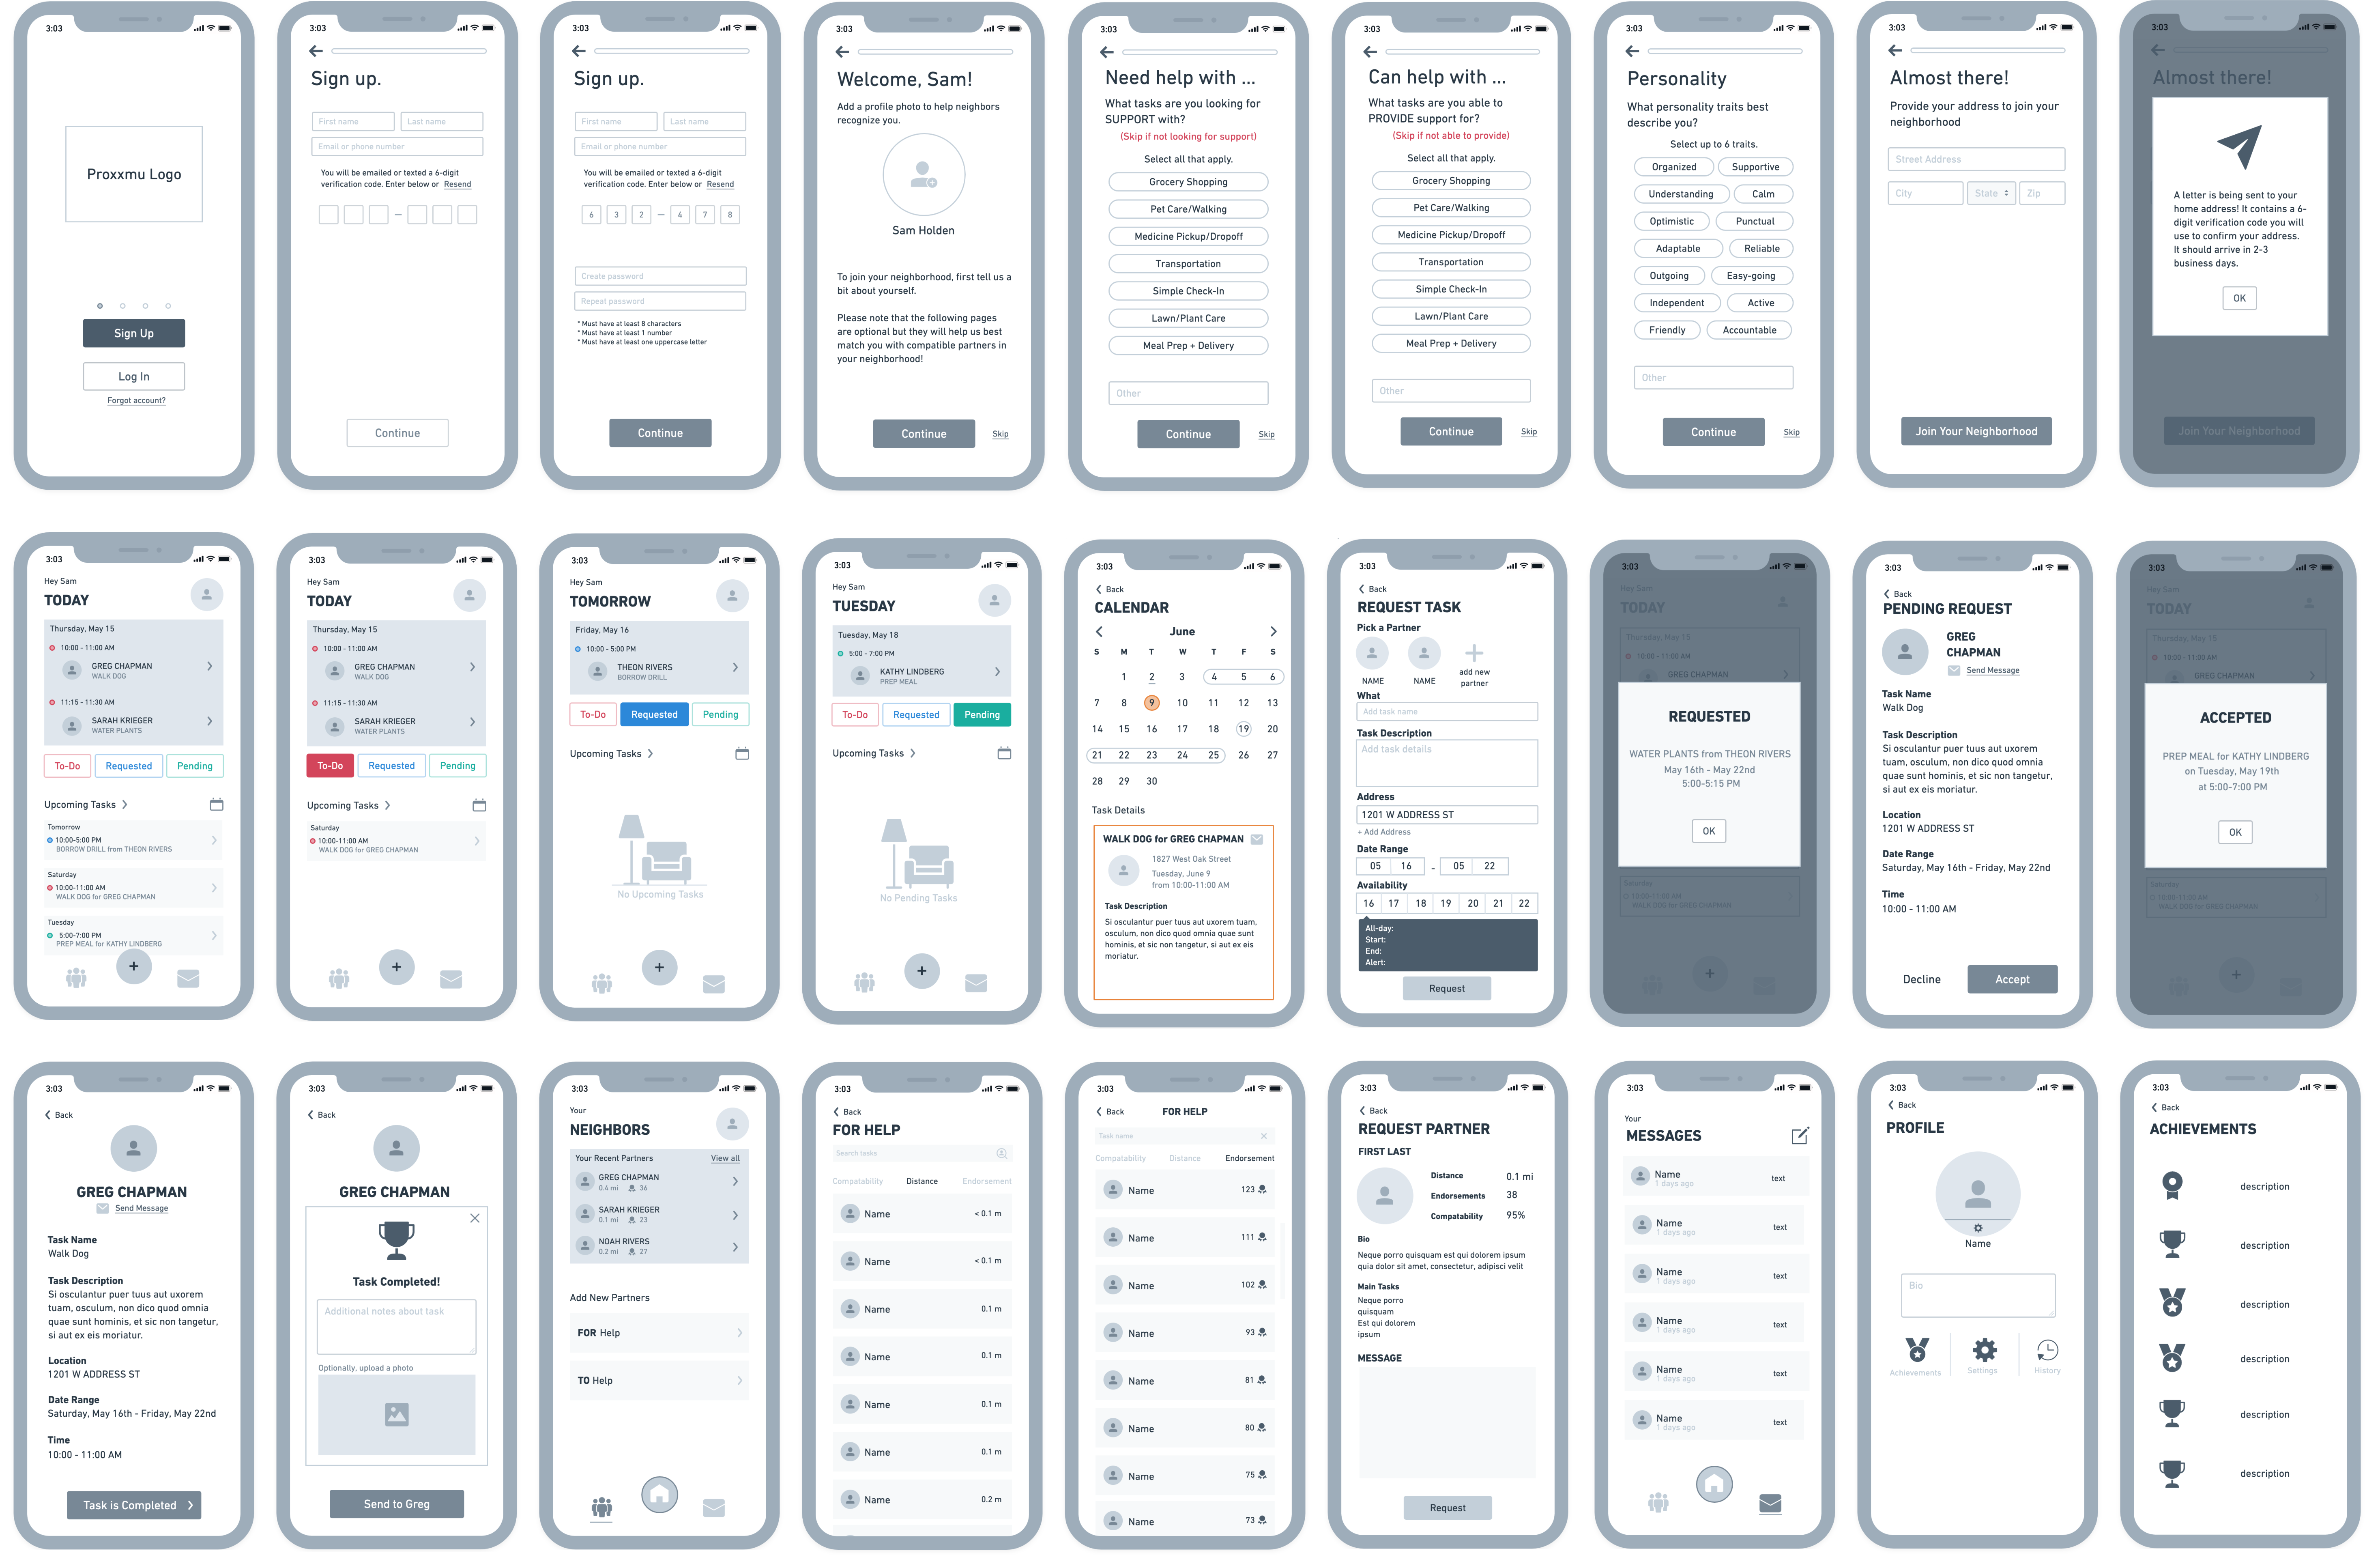 3:03
Proxxmu Logo
Sign Up
Log In
Forgot account?
3:03
Sign up.
First name Last name
Email or phone number
You will be emailed or texted a 6-digit
verification code. Enter below or Resend
Continue
3:03
Sign up.
First name Last name
Email or phone number
You will be emailed or texted a 6-digit
verification code. Enter below or Resend
6 3 2 — 4 7 8
Create password
Repeat password
* Must have at least 8 characters
* Must have at least 1 number
* Must have at least one uppercase letter
Continue
3:03
Welcome, Sam!
Add a profile photo to help neighbors
recognize you.
Sam Holden
To join your neighborhood, first tell us a
bit about yourself.
Please note that the following pages
are optional but they will help us best
match you with compatible partners in
your neighborhood!
Continue Skip
3:03
Need help with ...
What tasks are you looking for
SUPPORT with?
(Skip if not looking for support)
Select all that apply.
Grocery Shopping
Pet Care/Walking
Medicine Pickup/Dropoff
Transportation
Simple Check-In
Lawn/Plant Care
Meal Prep + Delivery
Other
Continue Skip
3:03
Can help with ...
What tasks are you able to
PROVIDE support for?
(Skip if not able to provide)
Select all that apply.
Grocery Shopping
Pet Care/Walking
Medicine Pickup/Dropoff
Transportation
Simple Check-In
Lawn/Plant Care
Meal Prep + Delivery
Other
Continue Skip
3:03
Personality
What personality traits best
describe you?
Select up to 6 traits.
Organized Supportive
Understanding Calm
Optimistic Punctual
Adaptable Reliable
Outgoing Easy-going
Independent Active
Friendly Accountable
Other
Continue Skip
3:03
Almost there!
Provide your address to join your
neighborhood
Street Address
City State Zip
Join Your Neighborhood
3:03
Almost there!
A letter is being sent to your
home address! It contains a 6-
digit verification code you will
use to confirm your address.
It should arrive in 2-3
business days.
OK
Join Your Neighborhood
3:03
Hey Sam
TODAY
Thursday, May 15
10:00 - 11:00 AM
GREG CHAPMAN
WALK DOG
11:15 - 11:30 AM
SARAH KRIEGER
WATER PLANTS
To-Do Requested Pending
Upcoming Tasks
Tomorrow
10:00-5:00 PM
BORROW DRILL from THEON RIVERS
Saturday
10:00-11:00 AM
WALK DOG for GREG CHAPMAN
Tuesday
5:00-7:00 PM
PREP MEAL for KATHY LINDBERG
+
3:03
Hey Sam
TODAY
Thursday, May 15
10:00 - 11:00 AM
GREG CHAPMAN
WALK DOG
11:15 - 11:30 AM
SARAH KRIEGER
WATER PLANTS
To-Do Requested Pending
Upcoming Tasks
Saturday
10:00-11:00 AM
WALK DOG for GREG CHAPMAN
+
3:03
Hey Sam
TOMORROW
Friday, May 16
10:00 - 5:00 PM
THEON RIVERS
BORROW DRILL
To-Do Requested Pending
Upcoming Tasks
No Upcoming Tasks
+
3:03
Hey Sam
TUESDAY
Tuesday, May 18
5:00 - 7:00 PM
KATHY LINDBERG
PREP MEAL
To-Do Requested Pending
Upcoming Tasks
No Pending Tasks
+
3:03
Back
CALENDAR
June
S M T W T F S
1 2 3 4 5 6
7 8 9 10 11 12 13
14 15 16 17 18 19 20
21 22 23 24 25 26 27
28 29 30
Task Details
WALK DOG for GREG CHAPMAN
1827 West Oak Street
Tuesday, June 9
from 10:00-11:00 AM
Task Description
Si osculantur puer tuus aut uxorem tuam,
osculum, non dico quod omnia quae sunt
hominis, et sic non tangetur, si aut ex eis
moriatur.
3:03
Back
REQUEST TASK
Pick a Partner
NAME NAME add new
partner
What
Add task name
Task Description
Add task details
Address
1201 W ADDRESS ST
+ Add Address
Date Range
05 16 - 05 22
Availability
16 17 18 19 20 21 22
All-day:
Start:
End:
Alert:
Request
3:03
Hey Sam
TODAY
Thursday, May 15
10:00 - 11:00 AM
GREG CHAPMAN
REQUESTED
WATER PLANTS from THEON RIVERS
May 16th - May 22nd
5:00-5:15 PM
OK
Saturday
10:00-11:00 AM
WALK DOG for GREG CHAPMAN
+
3:03
Back
PENDING REQUEST
GREG
CHAPMAN
Send Message
Task Name
Walk Dog
Task Description
Si osculantur puer tuus aut uxorem
tuam, osculum, non dico quod omnia
quae sunt hominis, et sic non tangetur,
si aut ex eis moriatur.
Location
1201 W ADDRESS ST
Date Range
Saturday, May 16th - Friday, May 22nd
Time
10:00 - 11:00 AM
Decline Accept
3:03
Hey Sam
TODAY
Thursday, May 15
10:00 - 11:00 AM
GREG CHAPMAN
ACCEPTED
PREP MEAL for KATHY LINDBERG
on Tuesday, May 19th
at 5:00-7:00 PM
OK
Saturday
10:00-11:00 AM
WALK DOG for GREG CHAPMAN
+
3:03
Back
GREG CHAPMAN
Send Message
Task Name
Walk Dog
Task Description
Si osculantur puer tuus aut uxorem
tuam, osculum, non dico quod omnia
quae sunt hominis, et sic non tangetur,
si aut ex eis moriatur.
Location
1201 W ADDRESS ST
Date Range
Saturday, May 16th - Friday, May 22nd
Time
10:00 - 11:00 AM
Task is Completed
3:03
Back
GREG CHAPMAN
Task Completed!
Additional notes about task
Optionally, upload a photo
Send to Greg
3:03
Your
NEIGHBORS
Your Recent Partners View all
GREG CHAPMAN
0.4 mi 36
SARAH KRIEGER
0.1 mi 23
NOAH RIVERS
0.2 mi 27
Add New Partners
FOR Help
TO Help
3:03
Back
FOR HELP
Search tasks
Compatability Distance Endorsement
Name < 0.1 m
Name < 0.1 m
Name 0.1 m
Name 0.1 m
Name 0.1 m
Name 0.1 m
Name 0.2 m
3:03
Back FOR HELP
Task name
Compatability Distance Endorsement
Name 123
Name 111
Name 102
Name 93
Name 81
Name 80
Name 75
Name 73
3:03
Back
REQUEST PARTNER
FIRST LAST
Distance 0.1 mi
Endorsements 38
Compatability 95%
Bio
Neque porro quisquam est qui dolorem ipsum
quia dolor sit amet, consectetur, adipisci velit
Main Tasks
Neque porro
quisquam
Est qui dolorem
ipsum
MESSAGE
Request
3:03
Your
MESSAGES
Name text
1 days ago
Name text
1 days ago
Name text
1 days ago
Name text
1 days ago
Name text
1 days ago
Name text
1 days ago
3:03
Back
PROFILE
Name
Bio
Achievements Settings History
3:03
Back
ACHIEVEMENTS
description
description
description
description
description
description